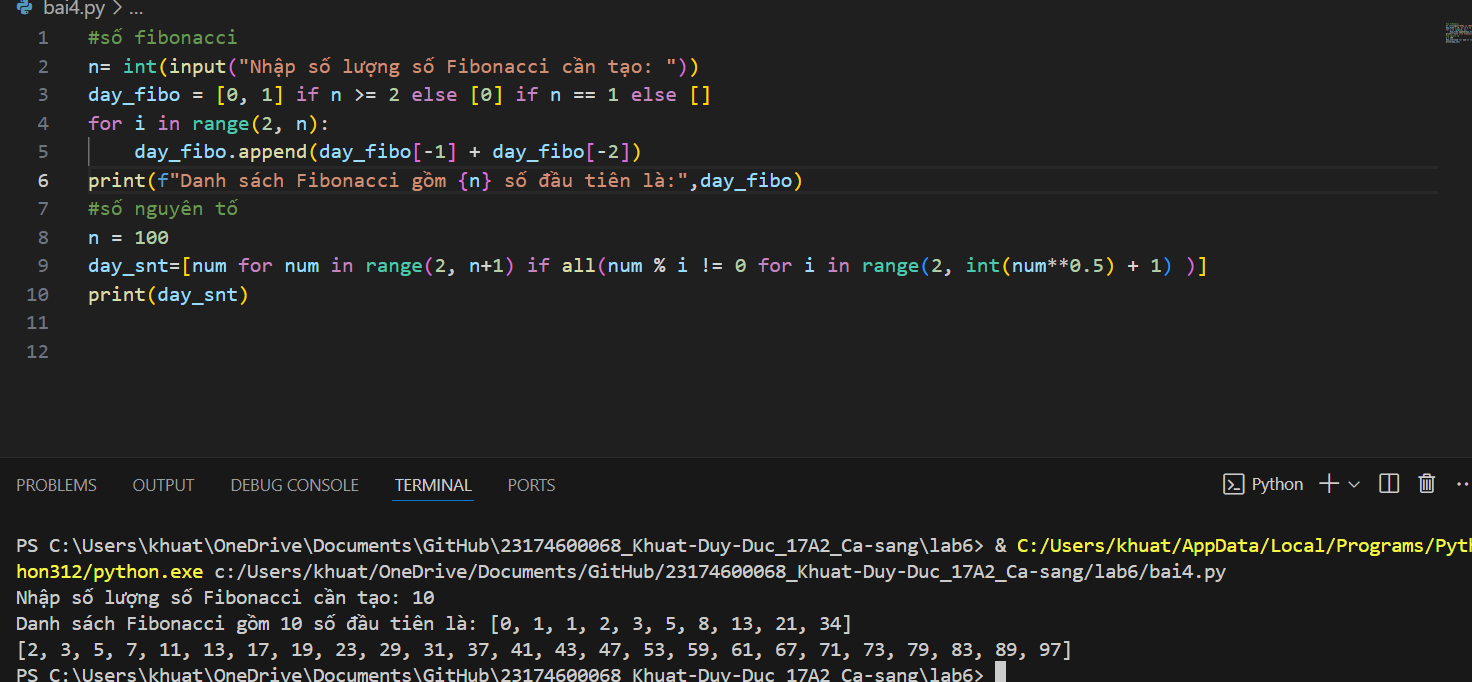 bai4.py > ...
1 #số fibonacci
2 n= int(input("Nhập số lượng số Fibonacci cần tạo: "))
3 day_fibo = [0, 1] if n >= 2 else [0] if n == 1 else []
4 for i in range(2, n):
5     day_fibo.append(day_fibo[-1] + day_fibo[-2])
6 print(f"Danh sách Fibonacci gồm {n} số đầu tiên là:",day_fibo)
7 #số nguyên tố
8 n = 100
9 day_snt=[num for num in range(2, n+1) if all(num % i != 0 for i in range(2, int(num**0.5) + 1) )]
10 print(day_snt)
11
12
PROBLEMS OUTPUT DEBUG CONSOLE TERMINAL PORTS Python
PS C:\Users\khuat\OneDrive\Documents\GitHub\23174600068_Khuat-Duy-Duc_17A2_Ca-sang\lab6> & C:/Users/khuat/AppData/Local/Programs/Pyt
hon312/python.exe c:/Users/khuat/OneDrive/Documents/GitHub/23174600068_Khuat-Duy-Duc_17A2_Ca-sang/lab6/bai4.py
Nhập số lượng số Fibonacci cần tạo: 10
Danh sách Fibonacci gồm 10 số đầu tiên là: [0, 1, 1, 2, 3, 5, 8, 13, 21, 34]
[2, 3, 5, 7, 11, 13, 17, 19, 23, 29, 31, 37, 41, 43, 47, 53, 59, 61, 67, 71, 73, 79, 83, 89, 97]
PS C:\Users\khuat\OneDrive\Documents\GitHub\23174600068_Khuat-Duy-Duc_17A2_Ca-sang\lab6>